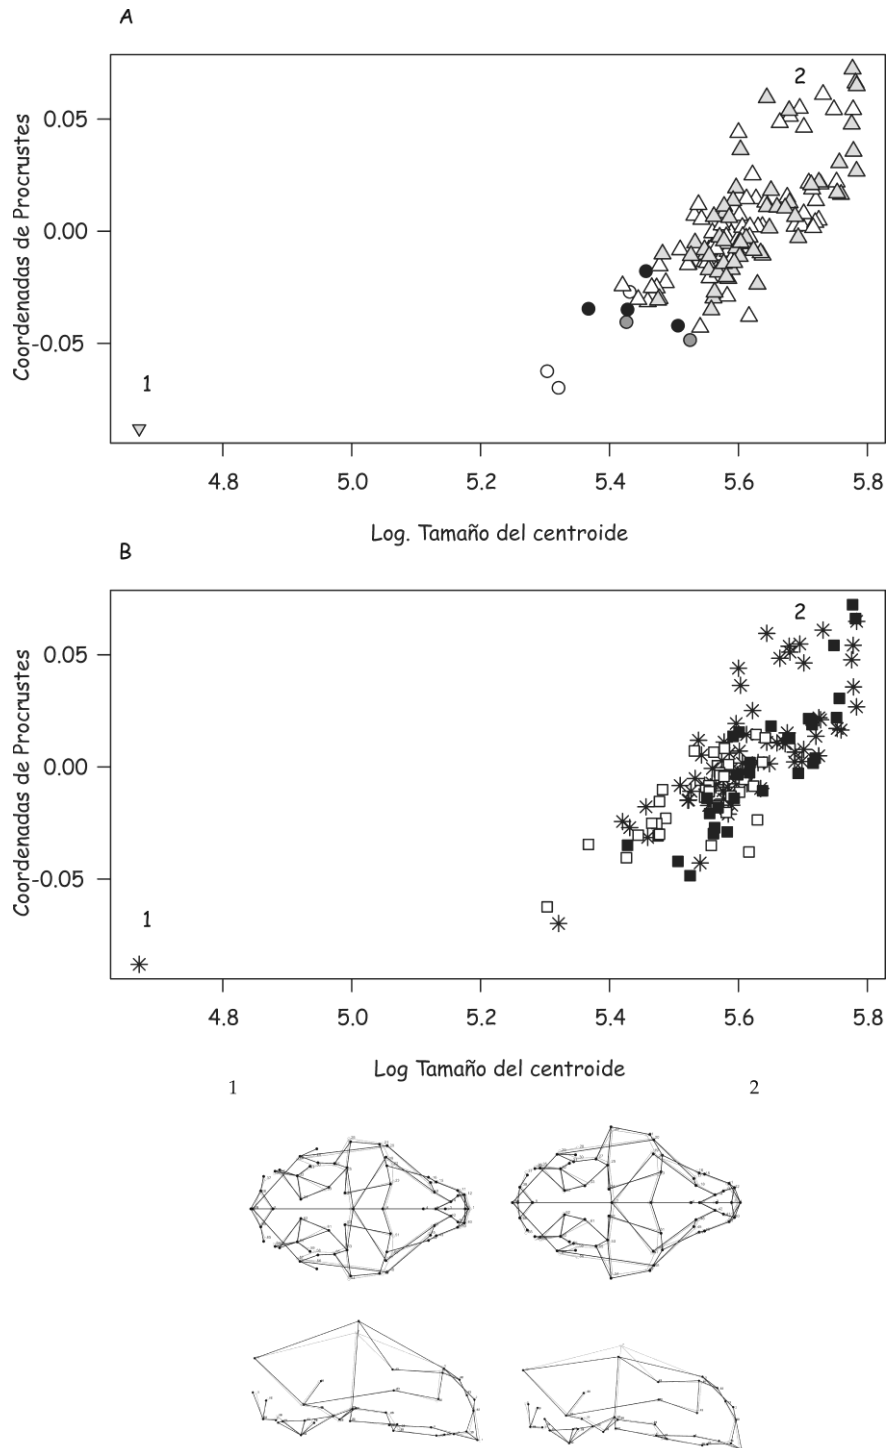 A
2
0.05
0.00
-0.05
Coordenadas de Procrustes
1
4.8 5.0 5.2 5.4 5.6 5.8
Log. Tamaño del centroide
B
2
0.05
0.00
-0.05
Coordenadas de Procrustes
1
4.8 5.0 5.2 5.4 5.6 5.8
Log Tamaño del centroide
1 2